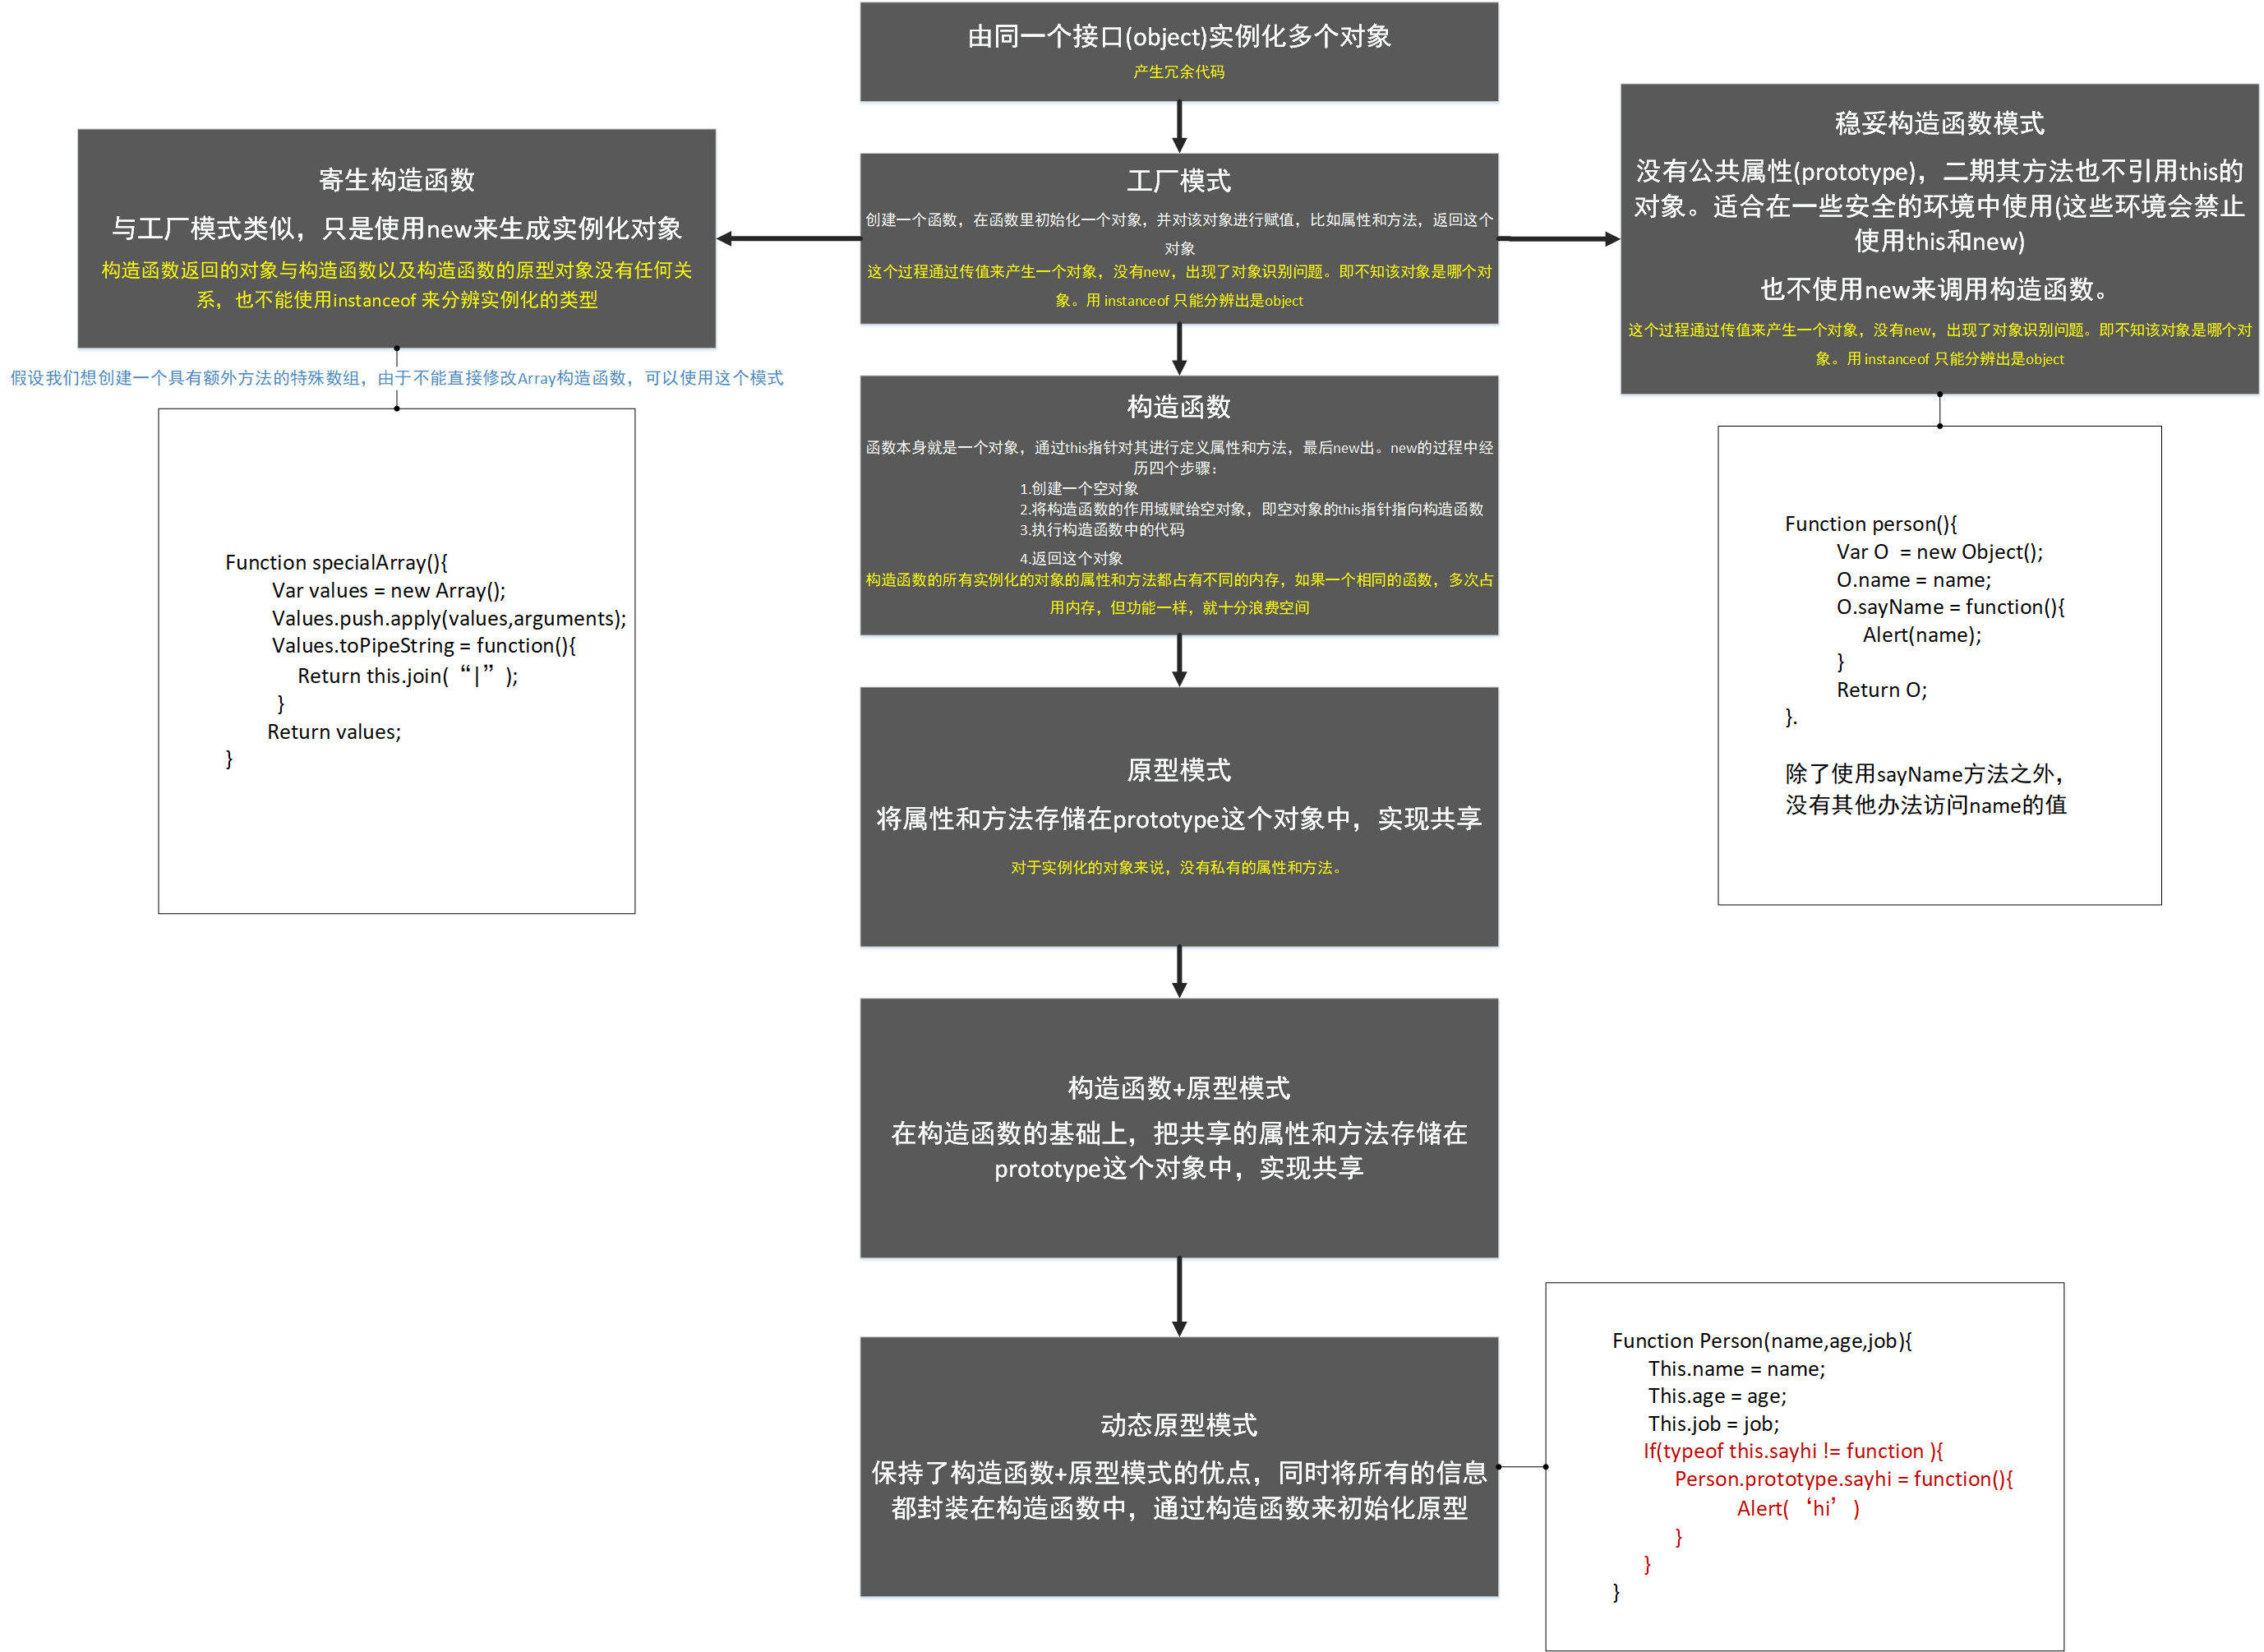 由同一个接口(object)实例化多个对象
产生冗余代码
工厂模式
创建一个函数，在函数里初始化一个对象，并对该对象进行赋值，比如属性和方法，返回这个
对象
这个过程通过传值来产生一个对象，没有new，出现了对象识别问题。即不知该对象是哪个对
象。用 instanceof 只能分辨出是object
寄生构造函数
与工厂模式类似，只是使用new来生成实例化对象
构造函数返回的对象与构造函数以及构造函数的原型对象没有任何关
系，也不能使用instanceof 来分辨实例化的类型
假设我们想创建一个具有额外方法的特殊数组，由于不能直接修改Array构造函数，可以使用这个模式
Function specialArray(){
Var values = new Array();
Values.push.apply(values,arguments);
Values.toPipeString = function(){
Return this.join(“|”);
}
Return values;
}
稳妥构造函数模式
没有公共属性(prototype)，二期其方法也不引用this的
对象。适合在一些安全的环境中使用(这些环境会禁止
使用this和new)
也不使用new来调用构造函数。
这个过程通过传值来产生一个对象，没有new，出现了对象识别问题。即不知该对象是哪个对
象。用 instanceof 只能分辨出是object
Function person(){
Var O  = new Object();
O.name = name;
O.sayName = function(){
Alert(name);
}
Return O;
}.
除了使用sayName方法之外，
没有其他办法访问name的值
构造函数
函数本身就是一个对象，通过this指针对其进行定义属性和方法，最后new出。new的过程中经
历四个步骤：
1.创建一个空对象
2.将构造函数的作用域赋给空对象，即空对象的this指针指向构造函数
3.执行构造函数中的代码
4.返回这个对象
构造函数的所有实例化的对象的属性和方法都占有不同的内存，如果一个相同的函数，多次占
用内存，但功能一样，就十分浪费空间
原型模式
将属性和方法存储在prototype这个对象中，实现共享
对于实例化的对象来说，没有私有的属性和方法。
构造函数+原型模式
在构造函数的基础上，把共享的属性和方法存储在
prototype这个对象中，实现共享
动态原型模式
保持了构造函数+原型模式的优点，同时将所有的信息
都封装在构造函数中，通过构造函数来初始化原型
Function Person(name,age,job){
This.name = name;
This.age = age;
This.job = job;
If(typeof this.sayhi != function ){
Person.prototype.sayhi = function(){
Alert(‘hi’)
}
}
}